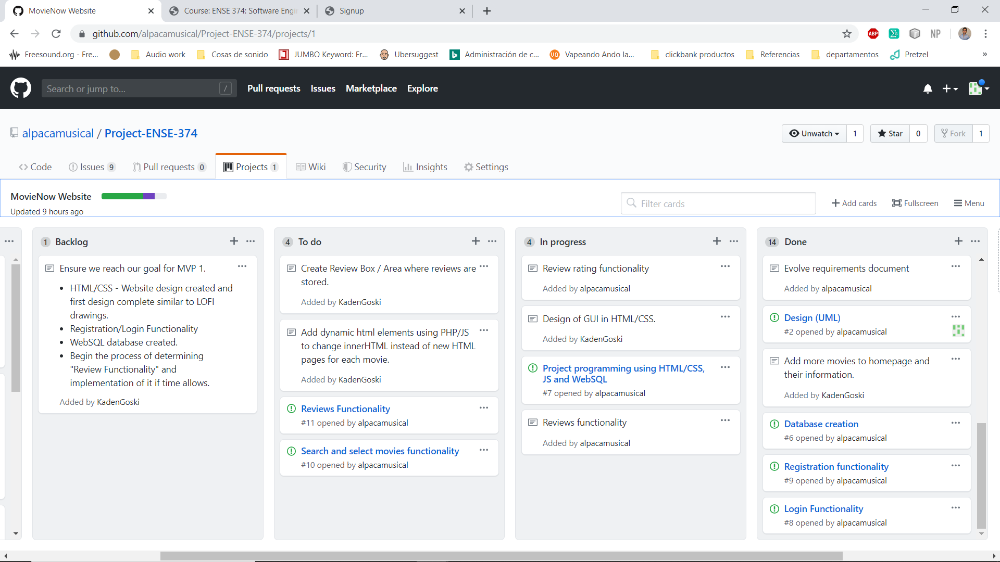 MovieNow Website
Course: ENSE 374: Software Engi
Signup
github.com/alpacamusical/Project-ENSE-374/projects/1
ABP
NP
Freesound.org - Fre...
Audio work
Cosas de sonido
JUMBO Keyword: Fr...
Ubersuggest
Administración de c...
Vapeando Ando la...
clickbank productos
Referencias
departamentos
Pretzel
»
Search or jump to...
/
Pull requests
Issues
Marketplace
Explore
alpacamusical / Project-ENSE-374
Unwatch 1
Star 0
Fork 1
Code
Issues 9
Pull requests 0
Projects 1
Wiki
Security
Insights
Settings
MovieNow Website
Updated 9 hours ago
Filter cards
Add cards
Fullscreen
Menu
1 Backlog
Ensure we reach our goal for MVP 1.
• HTML/CSS - Website design created and
first design complete similar to LOFI
drawings.
• Registration/Login Functionality
• WebSQL database created.
• Begin the process of determining
"Review Functionality" and
implementation of it if time allows.
Added by KadenGoski
4 To do
Create Review Box / Area where reviews are
stored.
Added by KadenGoski
Add dynamic html elements using PHP/JS
to change innerHTML instead of new HTML
pages for each movie.
Added by KadenGoski
Reviews Functionality
#11 opened by alpacamusical
Search and select movies functionality
#10 opened by alpacamusical
4 In progress
Review rating functionality
Added by alpacamusical
Design of GUI in HTML/CSS.
Added by KadenGoski
Project programming using HTML/CSS,
JS and WebSQL
#7 opened by alpacamusical
Reviews functionality
Added by alpacamusical
14 Done
Evolve requirements document
Added by alpacamusical
Design (UML)
#2 opened by alpacamusical
Add more movies to homepage and
their information.
Added by KadenGoski
Database creation
#6 opened by alpacamusical
Registration functionality
#9 opened by alpacamusical
Login Functionality
#8 opened by alpacamusical